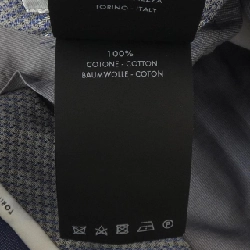 TORINO - ITALY
100%
COTONE - COTTON
BAUMWOLLE - COTON